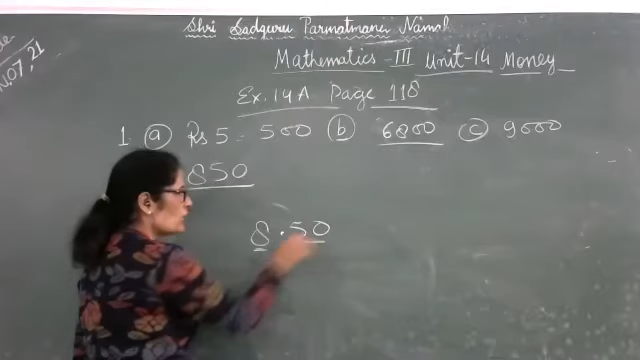 Shri Sadguru Parmatmane Namah
Mathematics - III Unit-14 Money
Ex. 14A Page 118
1. (a) Rs 5 = 500 (b) 6800 (c) 9000
850
8.50